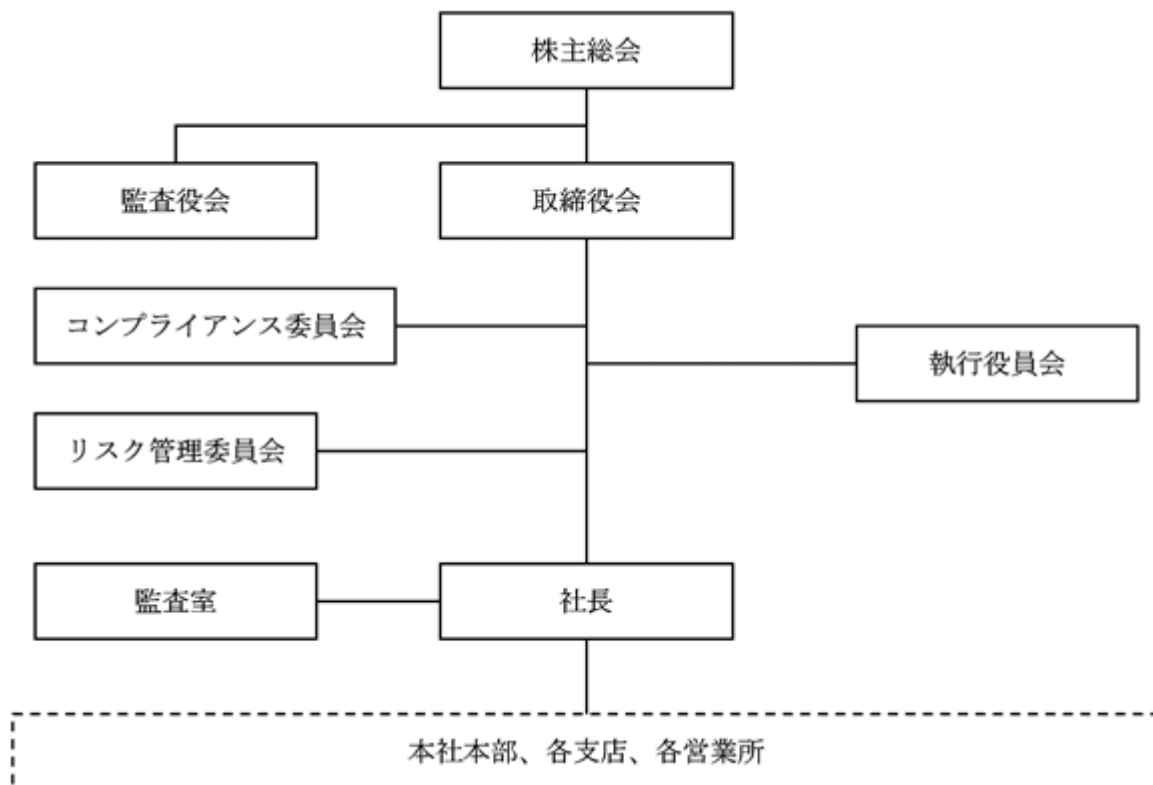 株主総会
監査役会
取締役会
コンプライアンス委員会
執行役員会
リスク管理委員会
監査室
社長
本社本部、各支店、各営業所